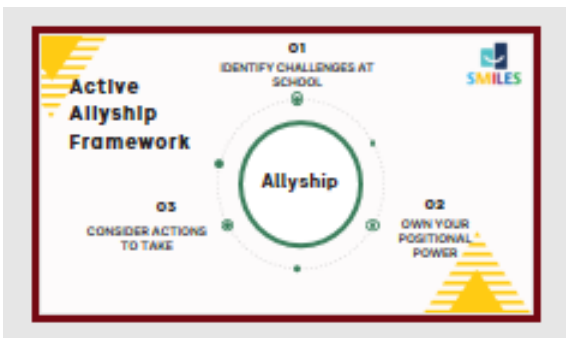 Active
Allyship
Framework
01
IDENTIFY CHALLENGES AT
SCHOOL
SMILES
Allyship
02
OWN YOUR
POSITIONAL
POWER
03
CONSIDER ACTIONS
TO TAKE